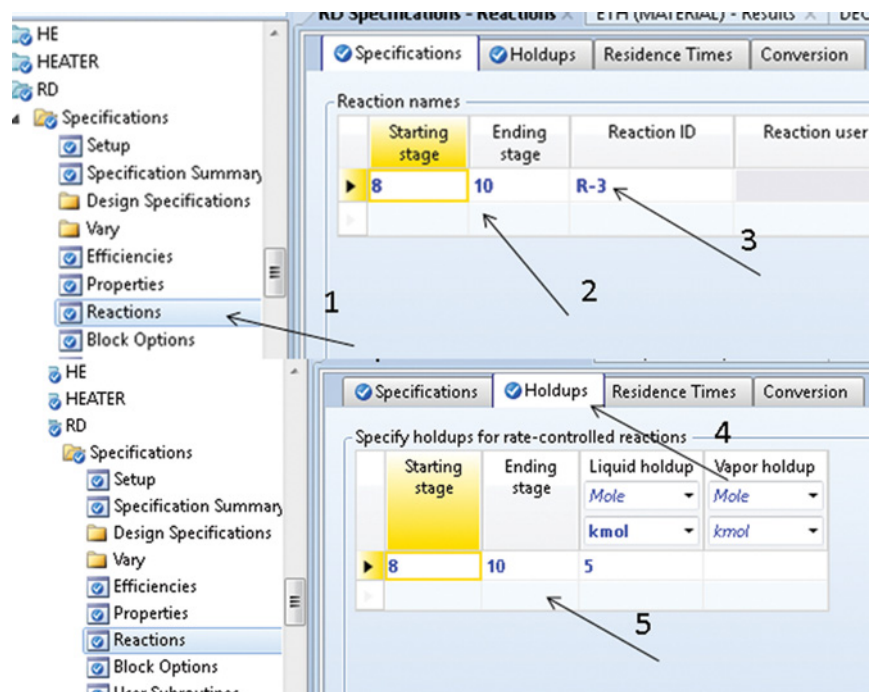 RD Specifications - Reactions
ETH (MATERIAL) - Results
HE
HEATER
RD
Specifications
Setup
Specification Summary
Design Specifications
Vary
Efficiencies
Properties
Reactions
Block Options
Specifications
Holdups
Residence Times
Conversion
Reaction names
Starting stage
Ending stage
Reaction ID
Reaction user
8
10
R-3
1
2
3
HE
HEATER
RD
Specifications
Setup
Specification Summary
Design Specifications
Vary
Efficiencies
Properties
Reactions
Block Options
User Subroutines
Specifications
Holdups
Residence Times
Conversion
Specify holdups for rate-controlled reactions
Starting stage
Ending stage
Liquid holdup
Vapor holdup
Mole
Mole
kmol
kmol
8
10
5
4
5